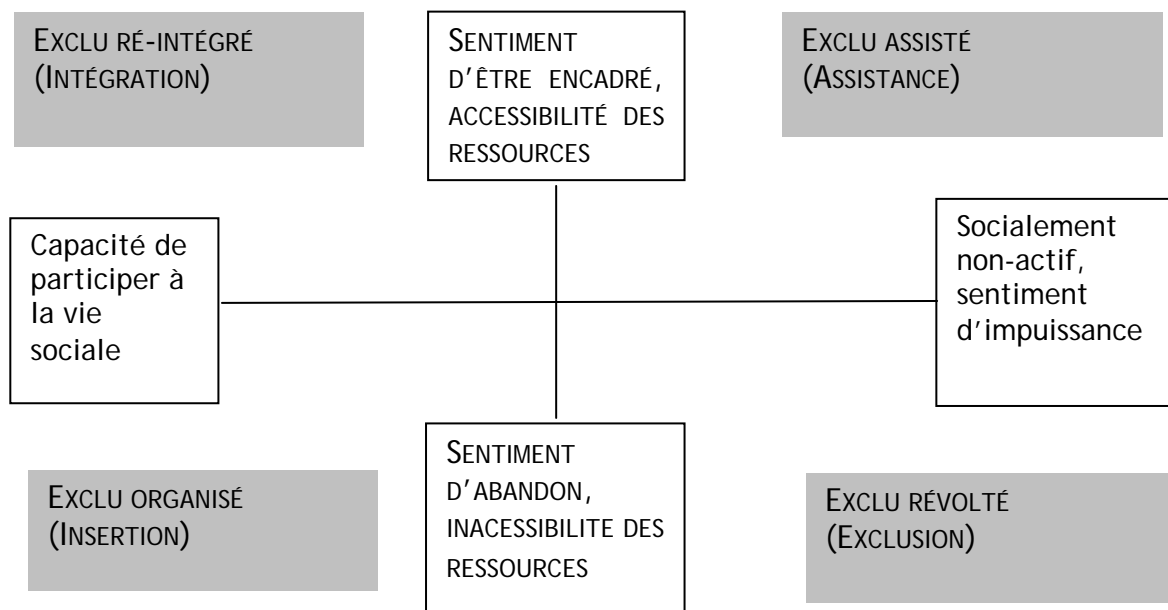 EXCLU RÉ-INTÉGRÉ
(INTÉGRATION)
SENTIMENT
D'ÊTRE ENCADRÉ,
ACCESSIBILITÉ DES
RESSOURCES
EXCLU ASSISTÉ
(ASSISTANCE)
Capacité de
participer à
la vie
sociale
Socialement
non-actif,
sentiment
d'impuissance
EXCLU ORGANISÉ
(INSERTION)
SENTIMENT
D'ABANDON,
INACESSIBILITE DES
RESSOURCES
EXCLU RÉVOLTÉ
(EXCLUSION)